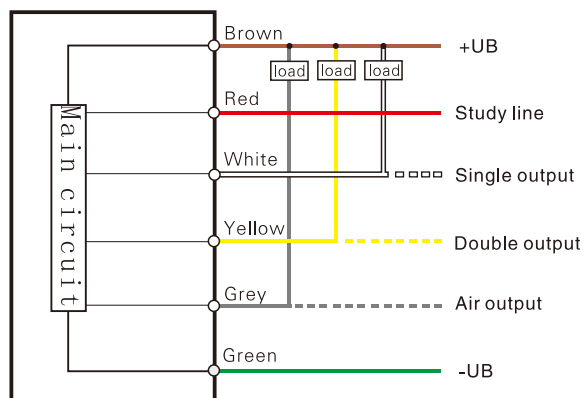 Brown
+UB
load load load
Red
Study line
Main circuit
White
Single output
Yellow
Double output
Grey
Air output
Green
-UB